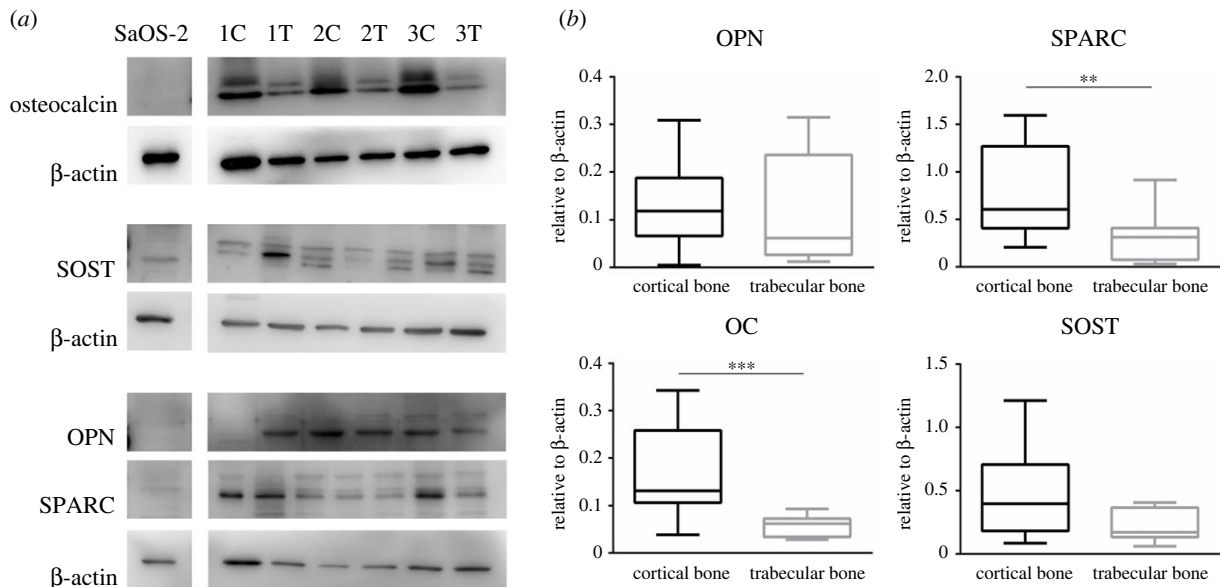 (a)
SaOS-2 1C 1T 2C 2T 3C 3T
osteocalcin
β-actin
SOST
β-actin
OPN
SPARC
β-actin
(b)
OPN
0.4
0.3
0.2
0.1
0
relative to β-actin
cortical bone trabecular bone
SPARC
**
2.0
1.5
1.0
0.5
0
relative to β-actin
cortical bone trabecular bone
OC
***
0.4
0.3
0.2
0.1
0
relative to β-actin
cortical bone trabecular bone
SOST
1.5
1.0
0.5
0
relative to β-actin
cortical bone trabecular bone